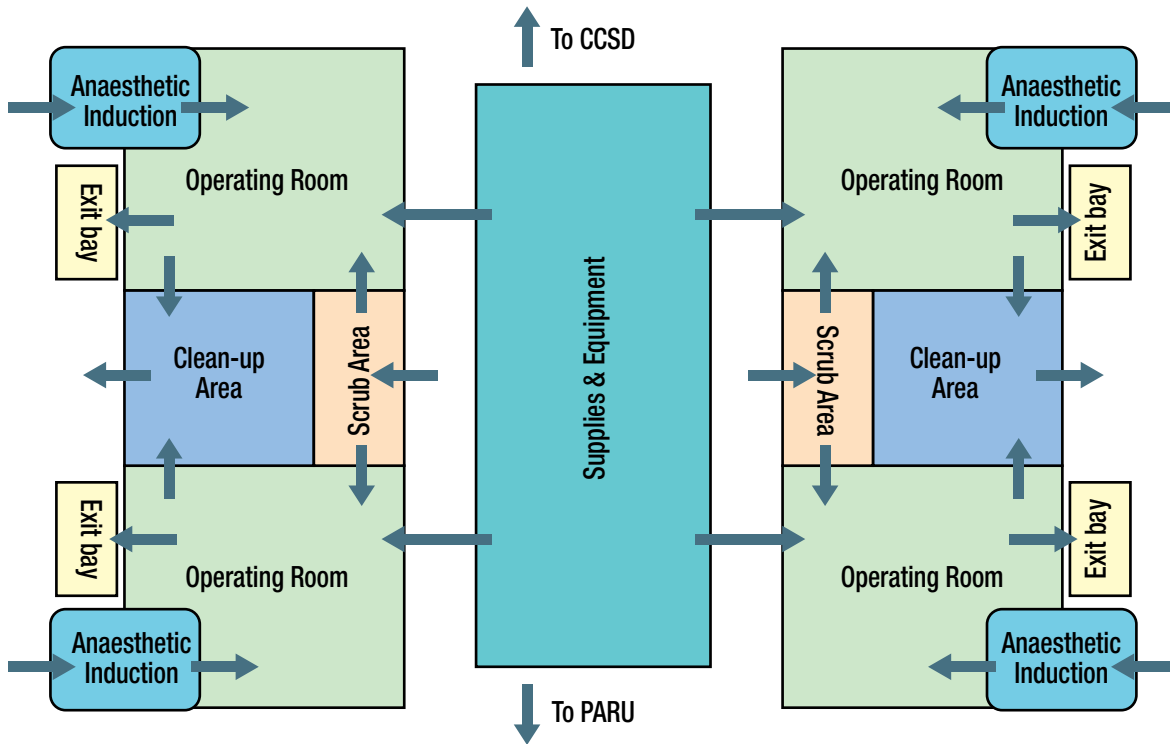 To CCSD
Anaesthetic
Induction
Anaesthetic
Induction
Operating Room
Operating Room
Exit bay
Exit bay
Supplies & Equipment
Clean-up
Area
Scrub Area
Scrub Area
Clean-up
Area
Exit bay
Exit bay
Operating Room
Operating Room
Anaesthetic
Induction
Anaesthetic
Induction
To PARU